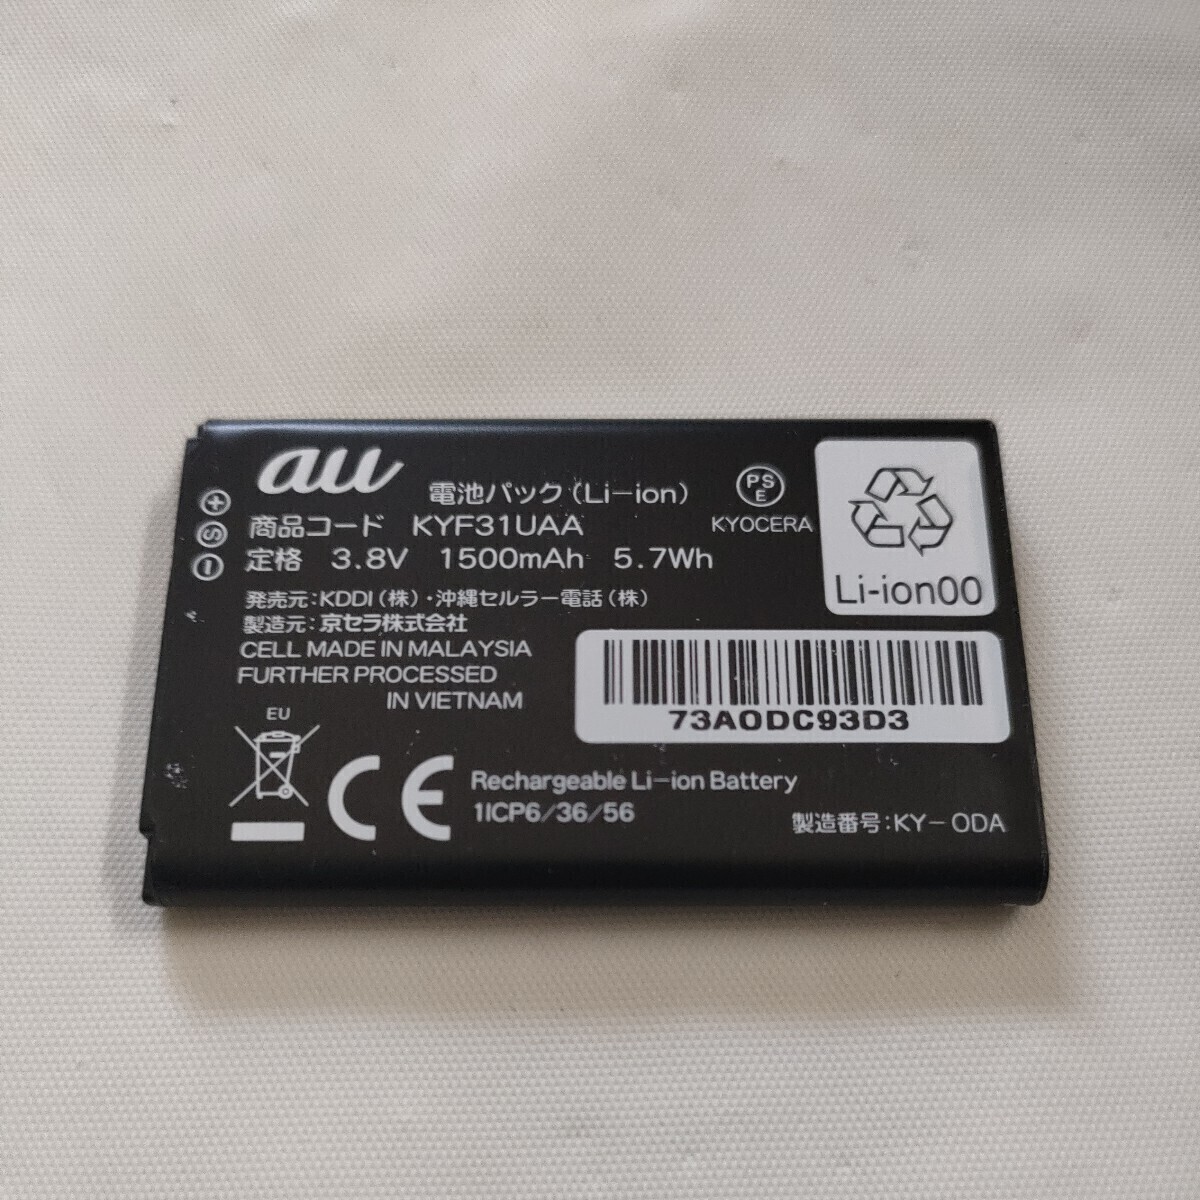 au
電池パック(Li-ion)
PS
E
KYOCERA
商品コード KYF31UAA
定格 3.8V 1500mAh 5.7Wh
発売元:KDDI(株)・沖縄セルラー電話(株)
製造元:京セラ株式会社
CELL MADE IN MALAYSIA
FURTHER PROCESSED
IN VIETNAM
+
S
-
Li-ion00
73A0DC93D3
EU
CE
Rechargeable Li-ion Battery
1ICP6/36/56
製造番号:KY-0DA